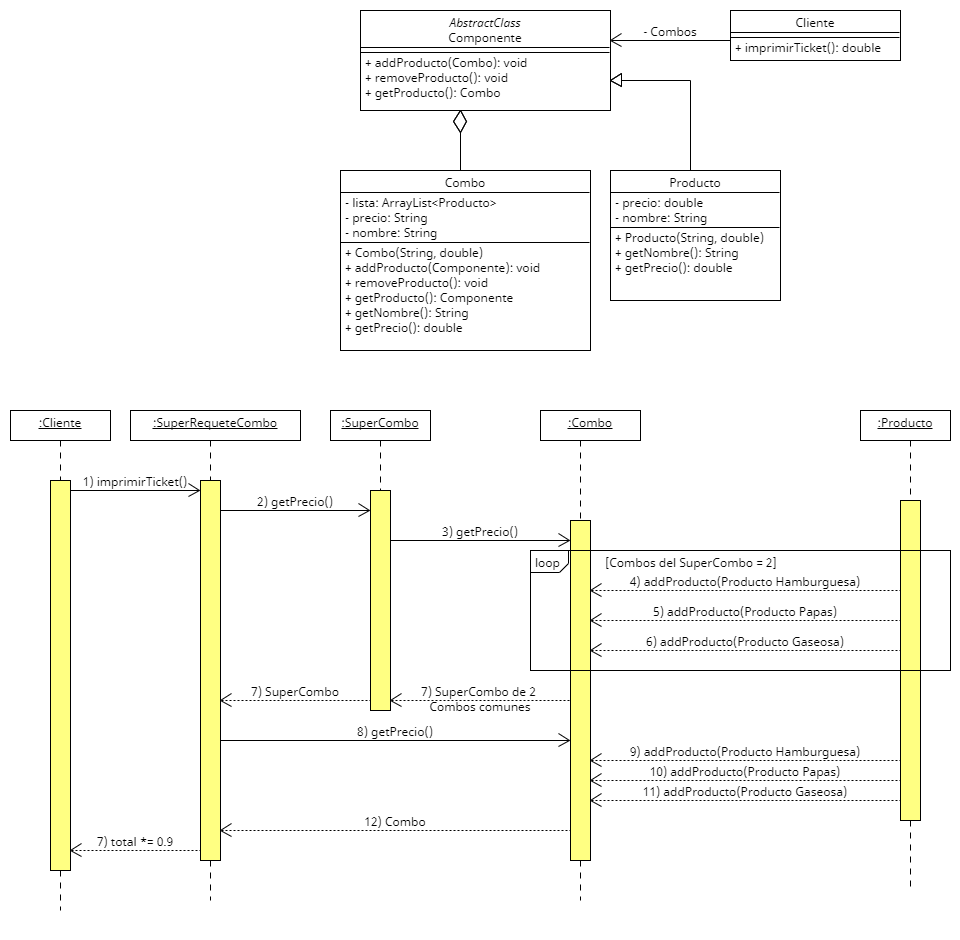 AbstractClass
Componente
+ addProducto(Combo): void
+ removeProducto(): void
+ getProducto(): Combo
- Combos
Cliente
+ imprimirTicket(): double
Combo
- lista: ArrayList<Producto>
- precio: String
- nombre: String
+ Combo(String, double)
+ addProducto(Componente): void
+ removeProducto(): void
+ getProducto(): Componente
+ getNombre(): String
+ getPrecio(): double
Producto
- precio: double
- nombre: String
+ Producto(String, double)
+ getNombre(): String
+ getPrecio(): double
:Cliente
:SuperRequeteCombo
:SuperCombo
:Combo
:Producto
1) imprimirTicket()
2) getPrecio()
3) getPrecio()
loop
[Combos del SuperCombo = 2]
4) addProducto(Producto Hamburguesa)
5) addProducto(Producto Papas)
6) addProducto(Producto Gaseosa)
7) SuperCombo
7) SuperCombo de 2
Combos comunes
8) getPrecio()
9) addProducto(Producto Hamburguesa)
10) addProducto(Producto Papas)
11) addProducto(Producto Gaseosa)
12) Combo
7) total *= 0.9